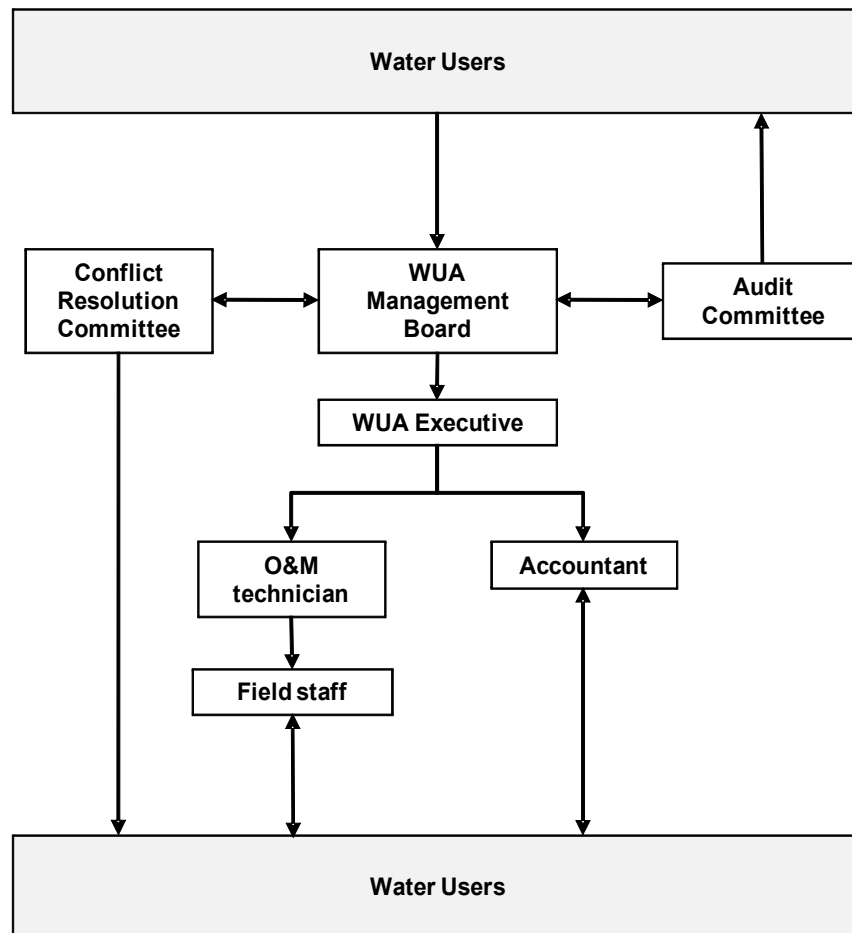 Water Users
Conflict
Resolution
Committee
WUA
Management
Board
Audit
Committee
WUA Executive
O&M
technician
Accountant
Field staff
Water Users